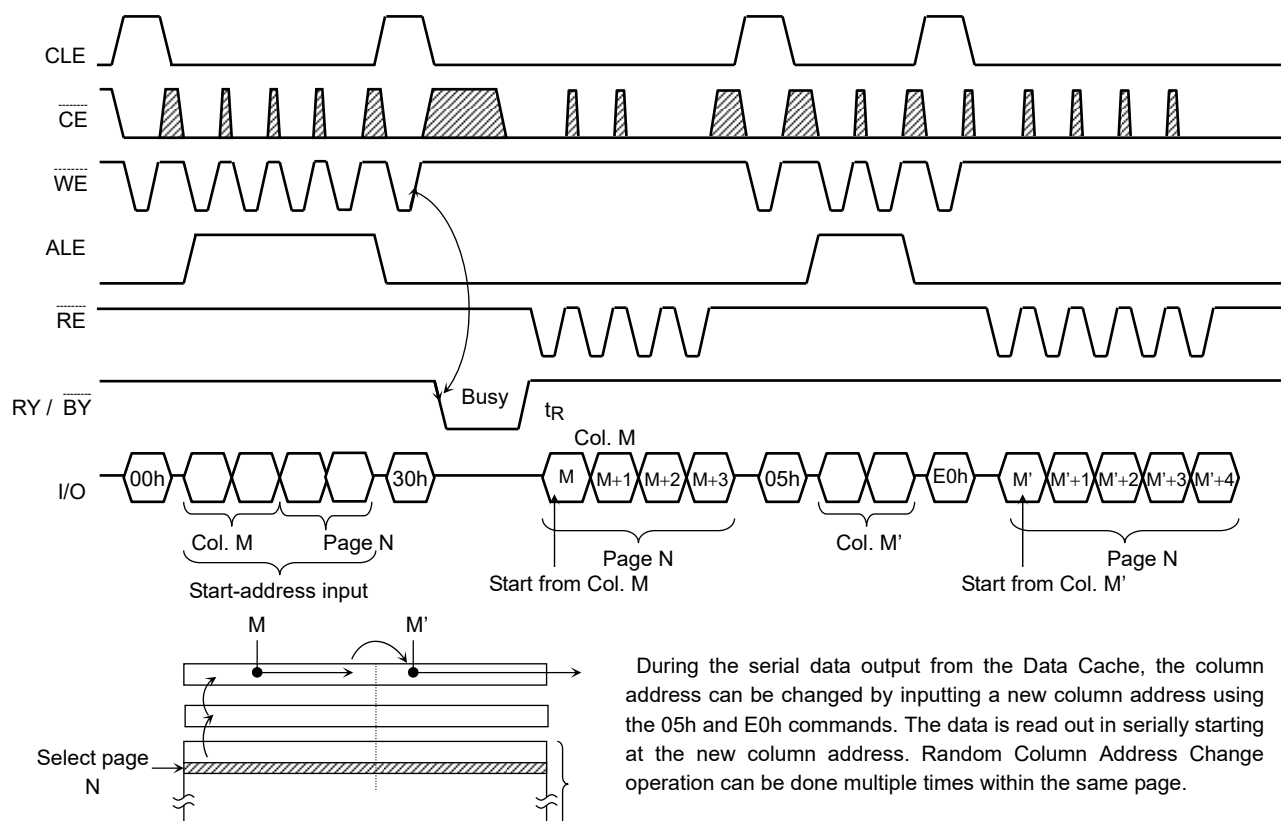 CLE
CE
WE
ALE
RE
RY / BY
Busy
tR
Col. M
I/O
00h
30h
M
M+1
M+2
M+3
05h
E0h
M'
M'+1
M'+2
M'+3
M'+4
Col. M
Page N
Col. M’
Page N
Page N
Start-address input
Start from Col. M
Start from Col. M’
M
M’
Select page
N
During the serial data output from the Data Cache, the column
address can be changed by inputting a new column address using
the 05h and E0h commands. The data is read out in serially starting
at the new column address. Random Column Address Change
operation can be done multiple times within the same page.